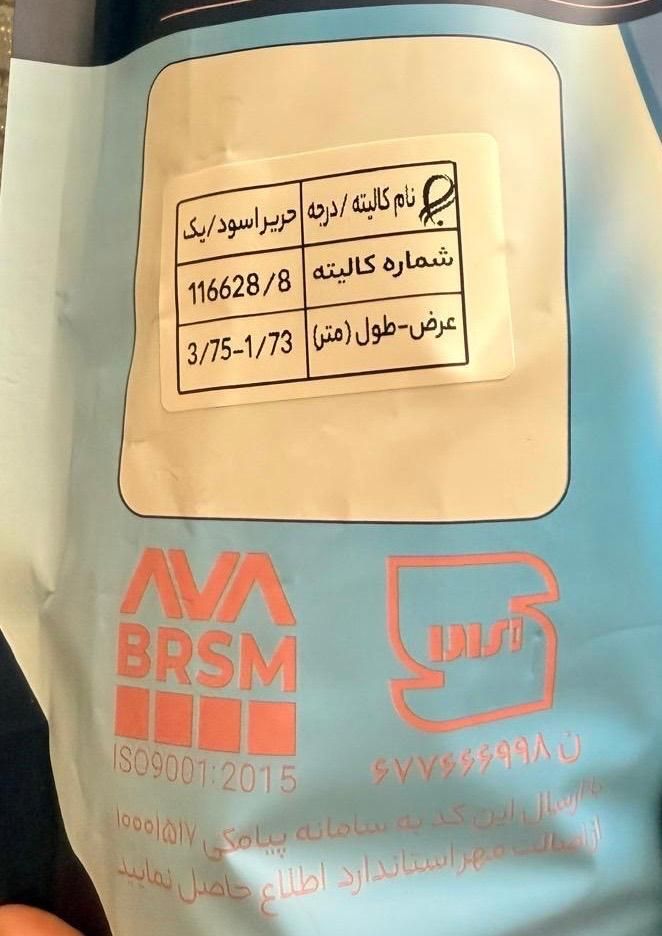 نام کالیته/درجه حریر اسود/یک
شماره کالیته 116628/8
عرض-طول (متر) 3/75-1/73
AVA
BRSM
ISO9001:2015
ن ۶۷۷۶۶۶۹۹۸
با ارسال این کد به سامانه پیامکی ۱۰۰۰۱۵۱۷
از اصالت مهر استاندارد اطلاع حاصل نمایید